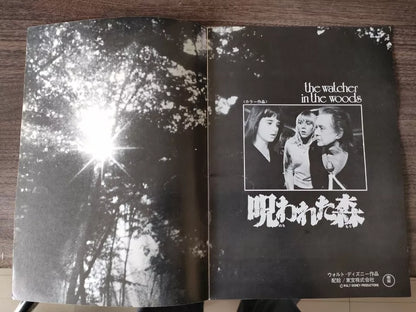 the watcher
in the woods
〈カラー作品〉
呪われた森
ウォルト・ディズニー作品
配給／東宝株式会社
© WALT DISNEY PRODUCTIONS